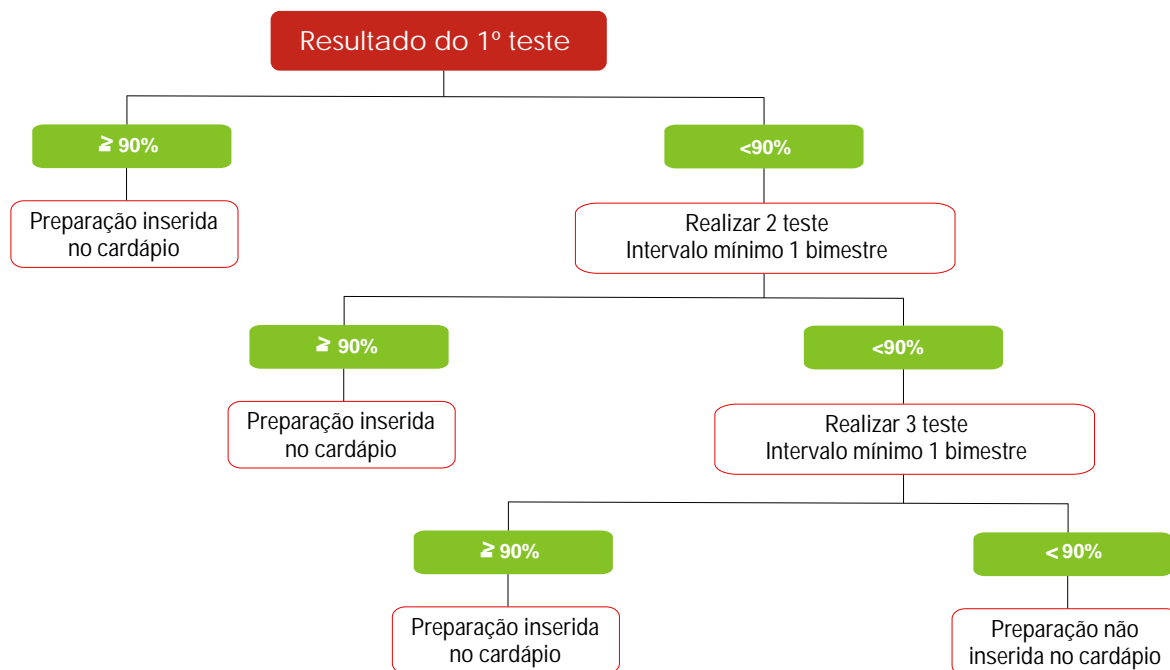 Resultado do 1º teste
≧ 90%
<90%
Preparação inserida
no cardápio
Realizar 2 teste
Intervalo mínimo 1 bimestre
≧ 90%
<90%
Preparação inserida
no cardápio
Realizar 3 teste
Intervalo mínimo 1 bimestre
≧ 90%
< 90%
Preparação inserida
no cardápio
Preparação não
inserida no cardápio